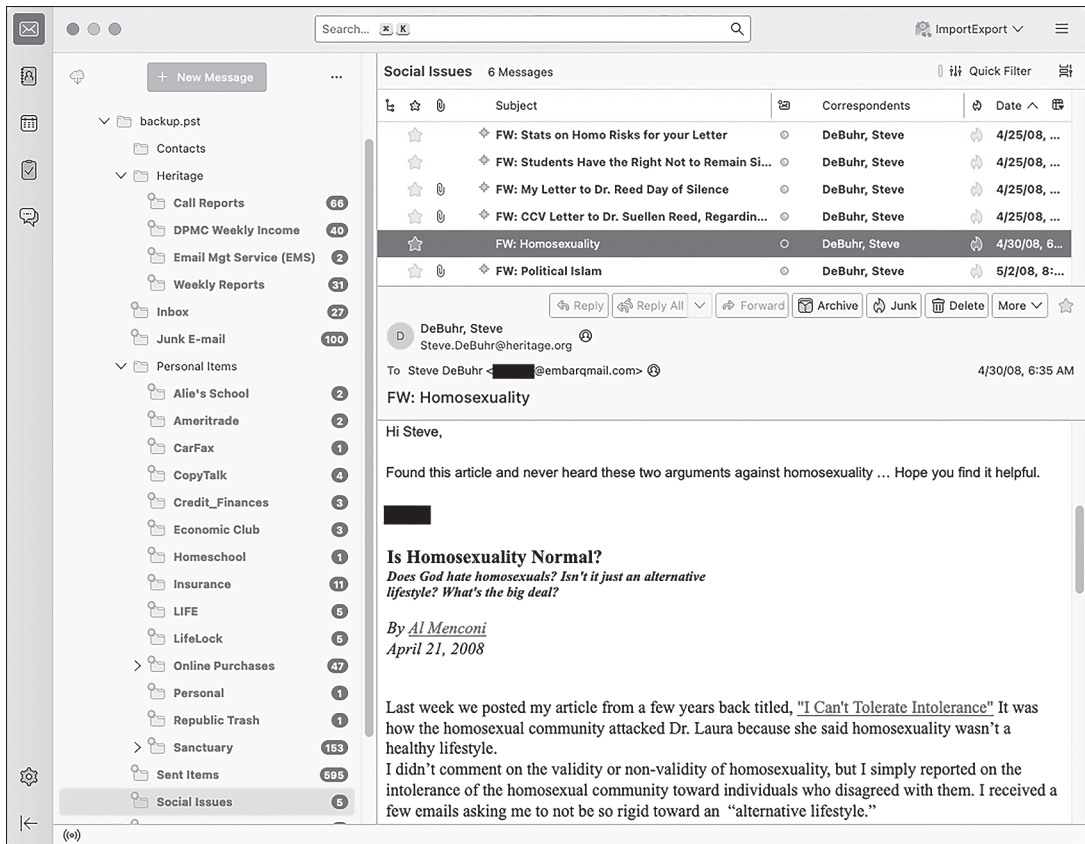 Search... ⌘ K
ImportExport
+ New Message
...
backup.pst
Contacts
Heritage
Call Reports 66
DPMC Weekly Income 40
Email Mgt Service (EMS) 2
Weekly Reports 31
Inbox 27
Junk E-mail 100
Personal Items
Alie's School 2
Ameritrade 2
CarFax 1
CopyTalk 4
Credit_Finances 3
Economic Club 3
Homeschool 1
Insurance 11
LIFE 5
LifeLock 5
Online Purchases 47
Personal 1
Republic Trash 1
Sanctuary 153
Sent Items 595
Social Issues 5
Social Issues 6 Messages
Quick Filter
Subject Correspondents Date
FW: Stats on Homo Risks for your Letter DeBuhr, Steve 4/25/08, ...
FW: Students Have the Right Not to Remain Si... DeBuhr, Steve 4/25/08, ...
FW: My Letter to Dr. Reed Day of Silence DeBuhr, Steve 4/25/08, ...
FW: CCV Letter to Dr. Suellen Reed, Regardin... DeBuhr, Steve 4/25/08, ...
FW: Homosexuality DeBuhr, Steve 4/30/08, 6...
FW: Political Islam DeBuhr, Steve 5/2/08, 8:...
Reply Reply All Forward Archive Junk Delete More
D
DeBuhr, Steve
Steve.DeBuhr@heritage.org
To Steve DeBuhr < @embarqmail.com> 4/30/08, 6:35 AM
FW: Homosexuality
Hi Steve,
Found this article and never heard these two arguments against homosexuality … Hope you find it helpful.
Is Homosexuality Normal?
Does God hate homosexuals? Isn't it just an alternative
lifestyle? What's the big deal?
By Al Menconi
April 21, 2008
Last week we posted my article from a few years back titled, "I Can't Tolerate Intolerance" It was
how the homosexual community attacked Dr. Laura because she said homosexuality wasn’t a
healthy lifestyle.
I didn’t comment on the validity or non-validity of homosexuality, but I simply reported on the
intolerance of the homosexual community toward individuals who disagreed with them. I received a
few emails asking me to not be so rigid toward an “alternative lifestyle.”